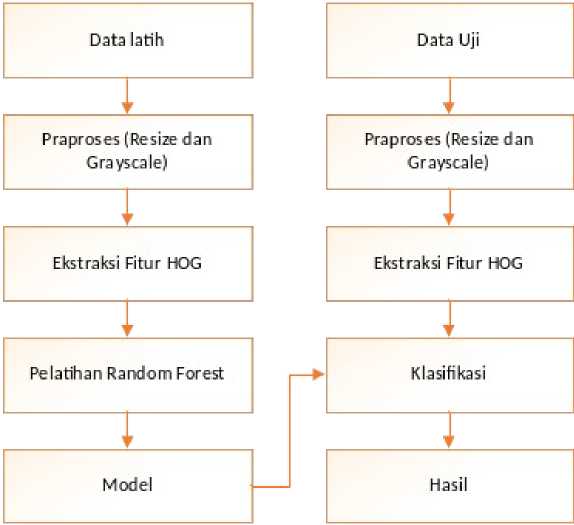 Data latih
Praproses (Resize dan
Grayscale)
Ekstraksi Fitur HOG
Pelatihan Random Forest
Model
Data Uji
Praproses (Resize dan
Grayscale)
Ekstraksi Fitur HOG
Klasifikasi
Hasil